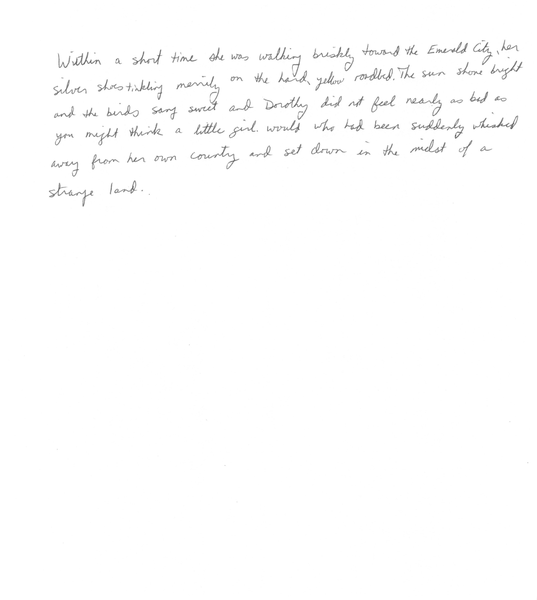 Within a short time she was walking briskly toward the Emerald City, her
silver shoes tinkling merrily on the hard, yellow roadbed. The sun shone bright
and the birds sang sweet and Dorothy did not feel nearly as bad as
you might think a little girl would who had been suddenly whisked
away from her own county and set down in the midst of a
strange land.